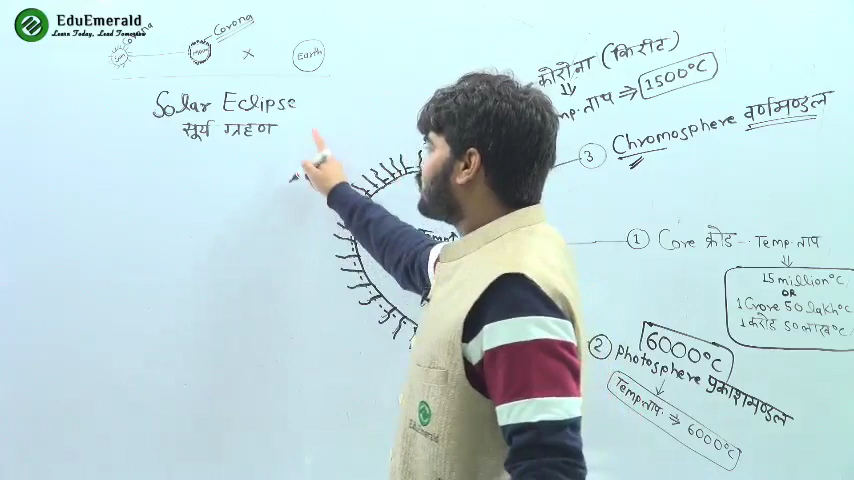 EduEmerald
Learn Today, Lead Tomorrow
Corona
Sun
Moon
Corona
×
Earth
Solar Eclipse
सूर्य ग्रहण
कोरोना (किरीट)
ताप ⇒ 1500°C
③ Chromosphere वर्णमण्डल
① Core क्रोड - Temp. ताप
15 million°C
OR
1 Crore 50 lakh°C
1 करोड 50 लाख°C
6000°C
② Photosphere प्रकाशमण्डल
Temp. ताप. ⇒ 6000°C
EduEmerald